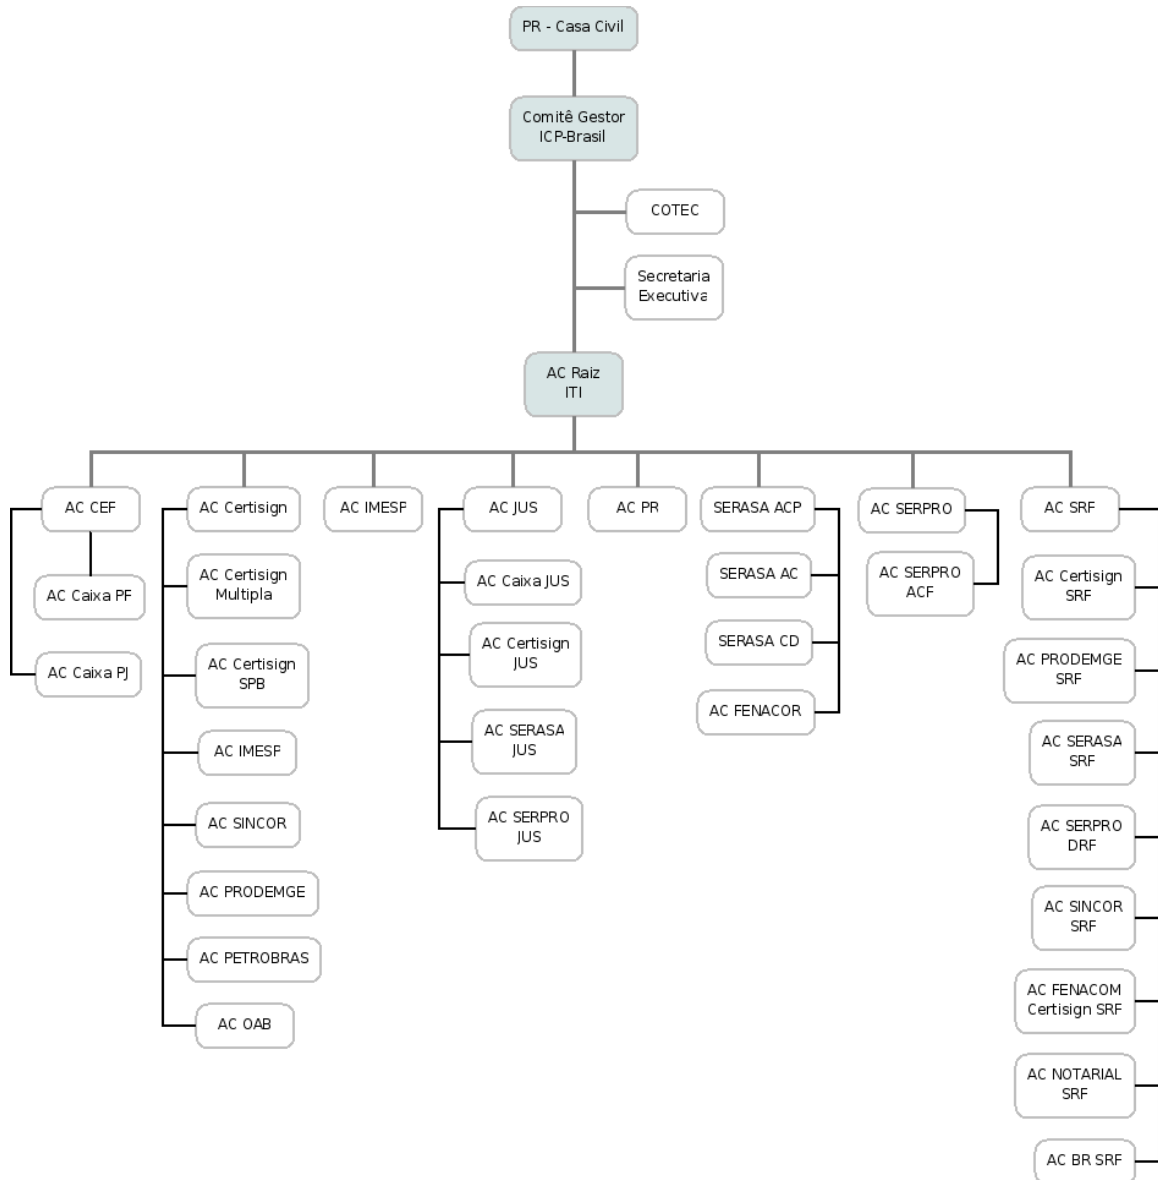 PR - Casa Civil
Comitê Gestor
ICP-Brasil
COTEC
Secretaria
Executiva
AC Raiz
ITI
AC CEF
AC Caixa PF
AC Caixa PJ
AC Certisign
AC Certisign
Multipla
AC Certisign
SPB
AC IMESP
AC SINCOR
AC PRODEMGE
AC PETROBRAS
AC OAB
AC IMESP
AC JUS
AC Caixa JUS
AC Certisign
JUS
AC SERASA
JUS
AC SERPRO
JUS
AC PR
SERASA ACP
SERASA AC
SERASA CD
AC FENACOR
AC SERPRO
AC SERPRO
ACF
AC SRF
AC Certisign
SRF
AC PRODEMGE
SRF
AC SERASA
SRF
AC SERPRO
DRF
AC SINCOR
SRF
AC FENACOM
Certisign SRF
AC NOTARIAL
SRF
AC BR SRF